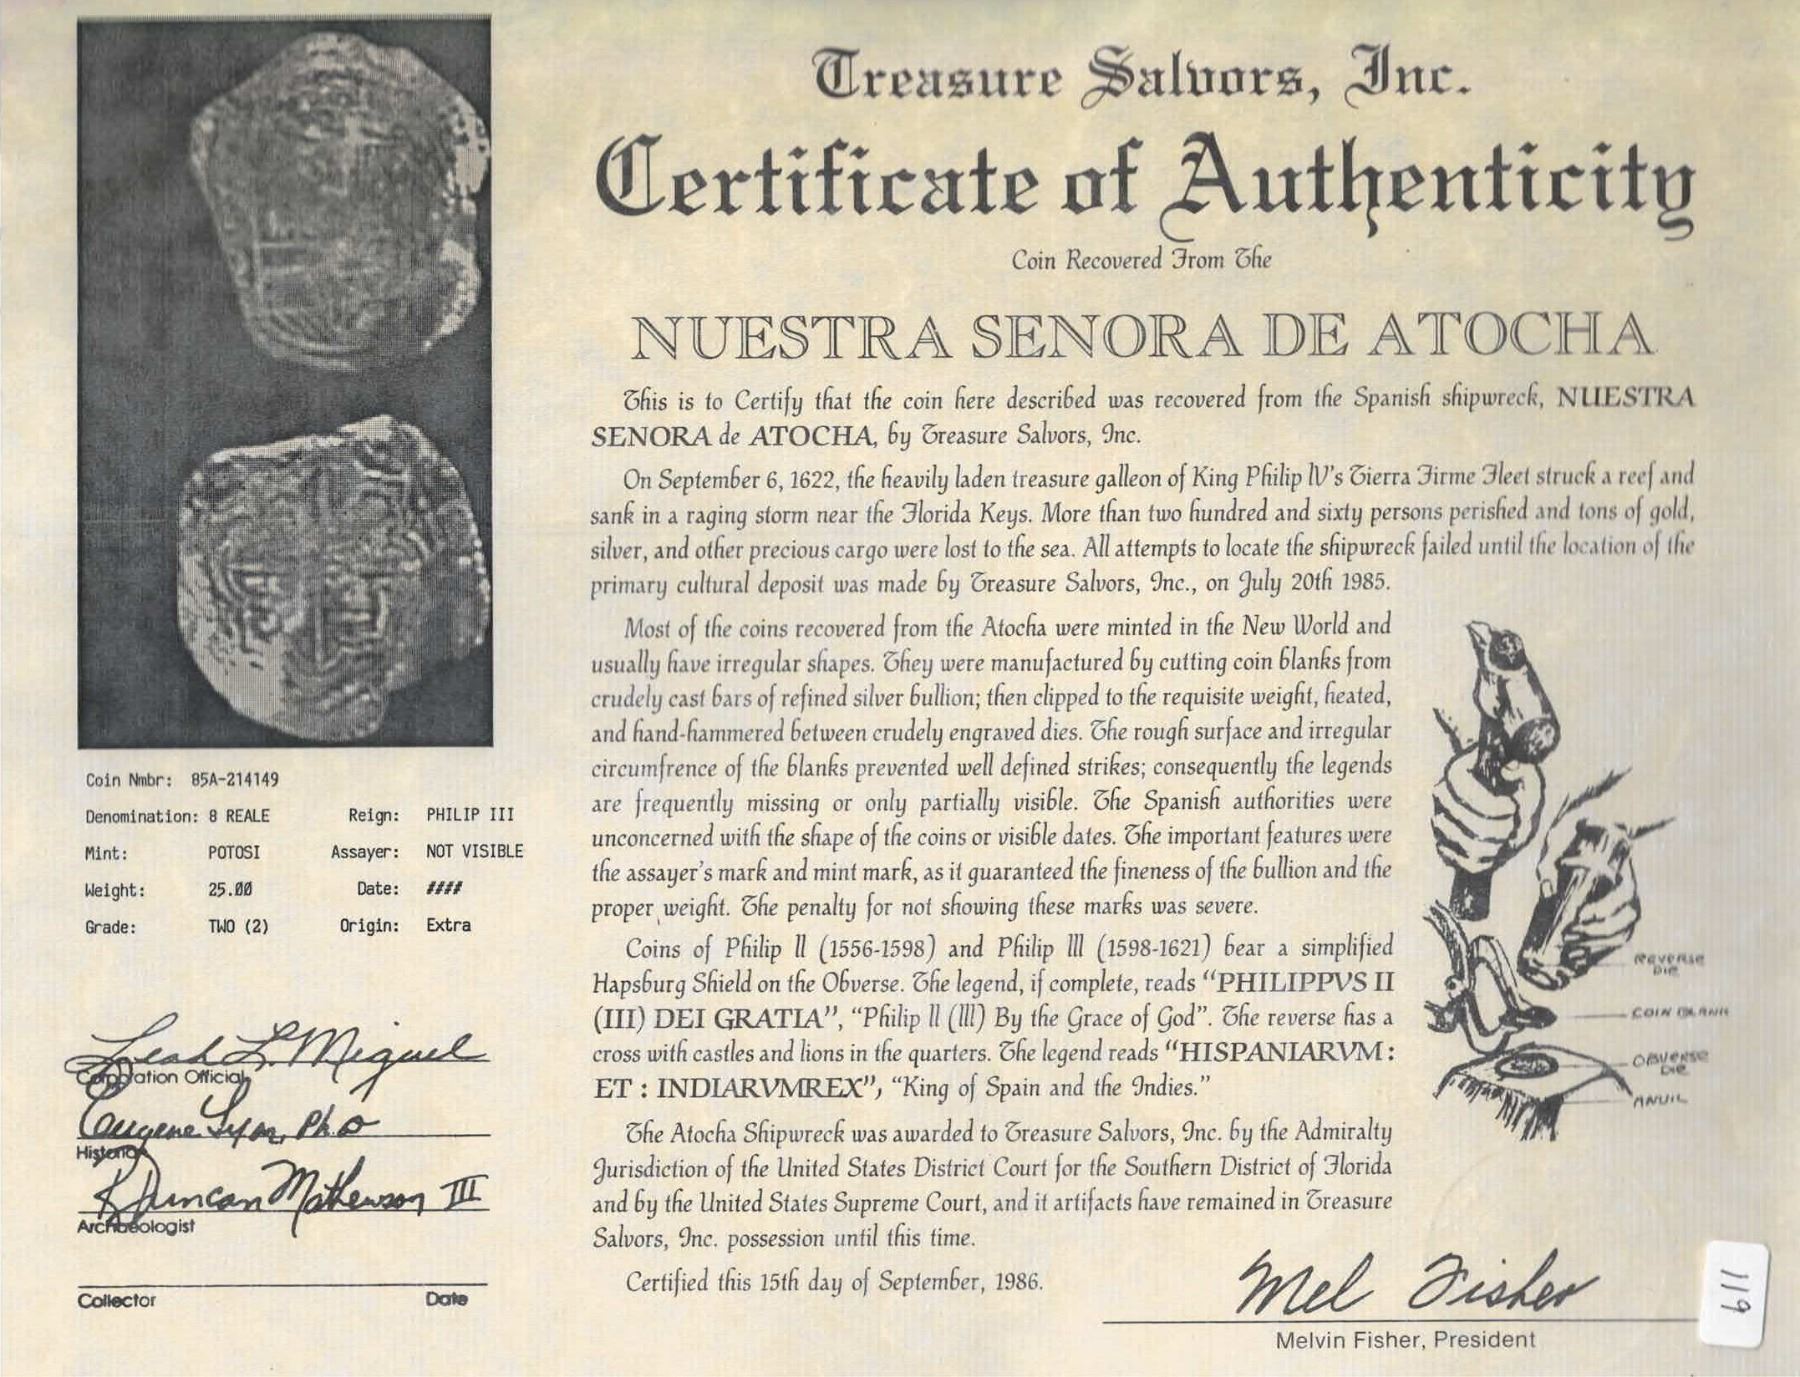 Treasure Salvors, Inc.
Certificate of Authenticity
Coin Recovered From The
NUESTRA SENORA DE ATOCHA
This is to Certify that the coin here described was recovered from the Spanish shipwreck, NUESTRA
SENORA de ATOCHA, by Treasure Salvors, Inc.
On September 6, 1622, the heavily laden treasure galleon of King Philip IV's Tierra Firme Fleet struck a reef and
sank in a raging storm near the Florida Keys. More than two hundred and sixty persons perished and tons of gold,
silver, and other precious cargo were lost to the sea. All attempts to locate the shipwreck failed until the location of the
primary cultural deposit was made by Treasure Salvors, Inc., on July 20th 1985.
Most of the coins recovered from the Atocha were minted in the New World and
usually have irregular shapes. They were manufactured by cutting coin blanks from
crudely cast bars of refined silver bullion; then clipped to the requisite weight, heated,
and hand-hammered between crudely engraved dies. The rough surface and irregular
circumfrence of the blanks prevented well defined strikes; consequently the legends
are frequently missing or only partially visible. The Spanish authorities were
unconcerned with the shape of the coins or visible dates. The important features were
the assayer's mark and mint mark, as it guaranteed the fineness of the bullion and the
proper weight. The penalty for not showing these marks was severe.
Coins of Philip II (1556-1598) and Philip III (1598-1621) bear a simplified
Hapsburg Shield on the Obverse. The legend, if complete, reads "PHILIPPVS II
(III) DEI GRATIA", "Philip II (III) By the Grace of God". The reverse has a
cross with castles and lions in the quarters. The legend reads "HISPANIARVM :
ET : INDIARVMREX", "King of Spain and the Indies."
The Atocha Shipwreck was awarded to Treasure Salvors, Inc. by the Admiralty
Jurisdiction of the United States District Court for the Southern District of Florida
and by the United States Supreme Court, and it artifacts have remained in Treasure
Salvors, Inc. possession until this time.
Certified this 15th day of September, 1986.
REVERSE
DIE
COIN BLANK
OBVERSE
DIE
ANVIL
Coin Nmbr: 85A-214149
Denomination: 8 REALE Reign: PHILIP III
Mint: POTOSI Assayer: NOT VISIBLE
Weight: 25.00 Date: ####
Grade: TWO (2) Origin: Extra
Leah L. Miguel
Corporation Official
Eugene Lyon, Ph.D
Historian
R Duncan Mathewson III
Archaeologist
Collector Date
Mel Fisher
Melvin Fisher, President
119